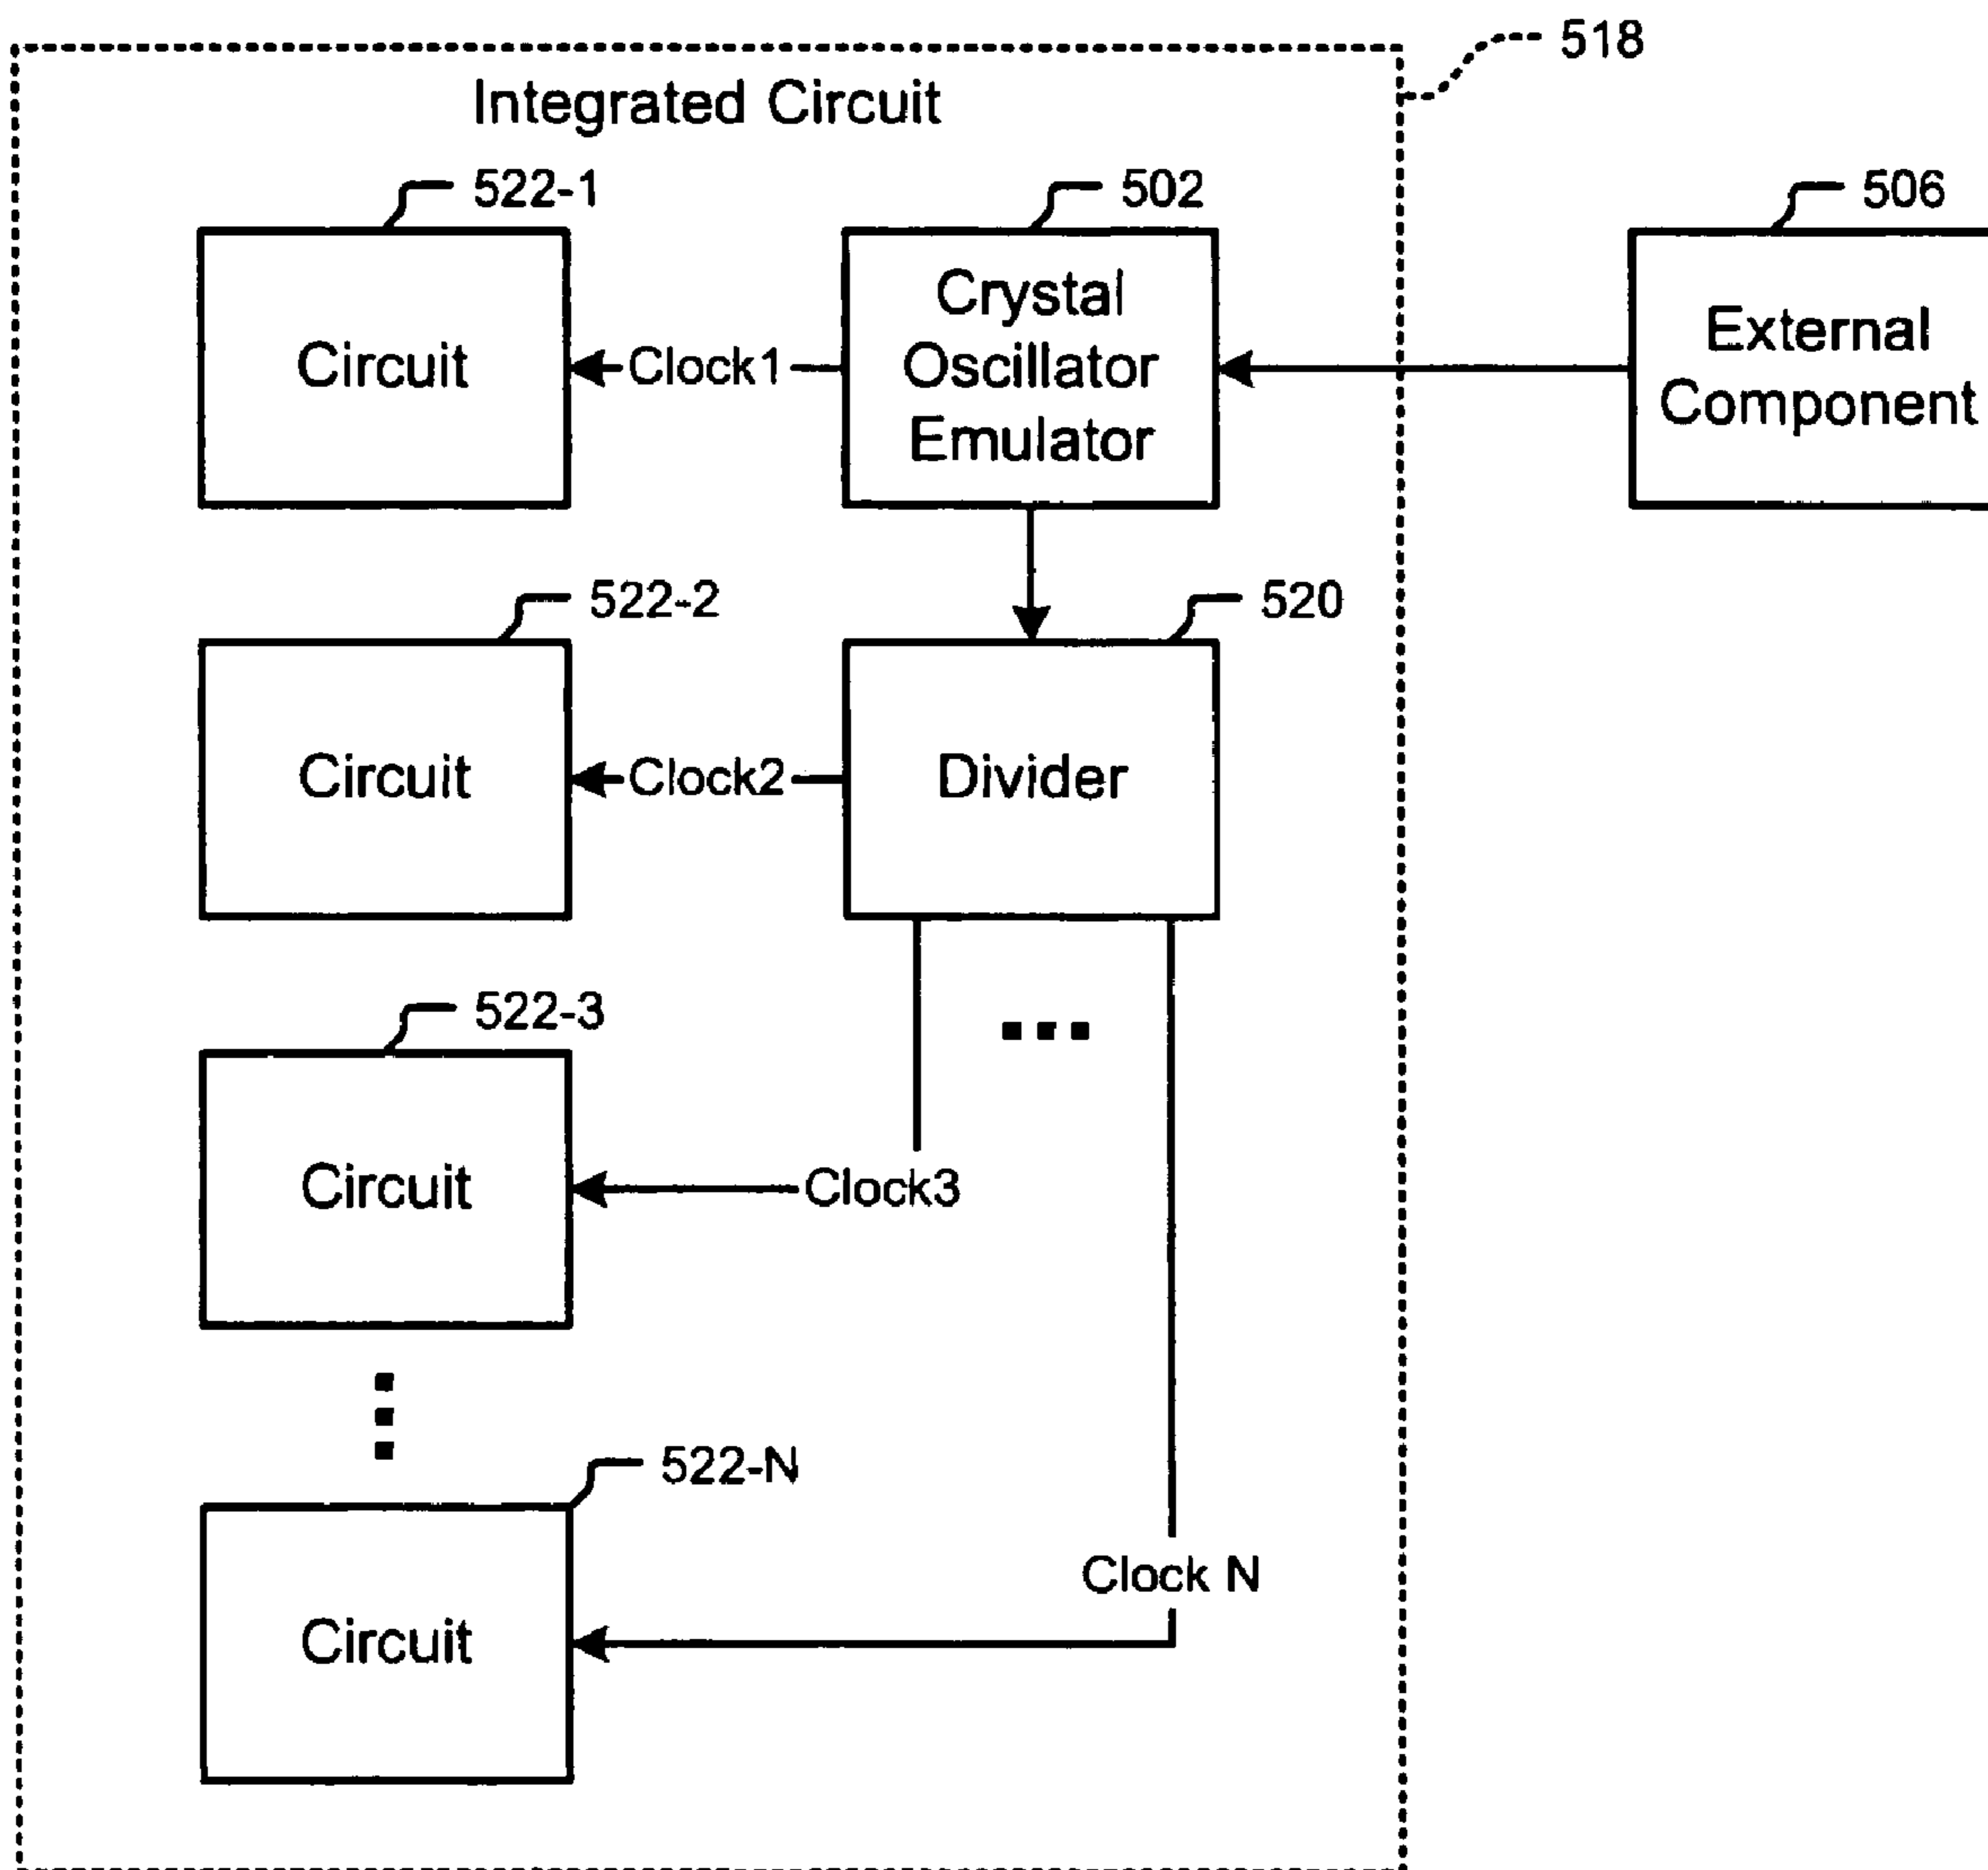 518
Integrated Circuit
522-1
502
506
Circuit
Clock1
Crystal
Oscillator
Emulator
External
Component
522-2
520
Circuit
Clock2
Divider
522-3
Circuit
Clock3
522-N
Clock N
Circuit